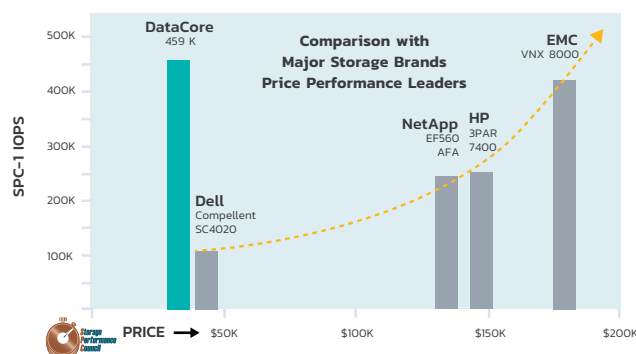 Comparison with
Major Storage Brands
Price Performance Leaders
SPC-1 IOPS
500K
400K
300K
200K
100K
DataCore
459 K
Dell
Compellent
SC4020
NetApp
EF560
AFA
HP
3PAR
7400
EMC
VNX 8000
Storage
Performance
Council
PRICE
$50K
$100K
$150K
$200K